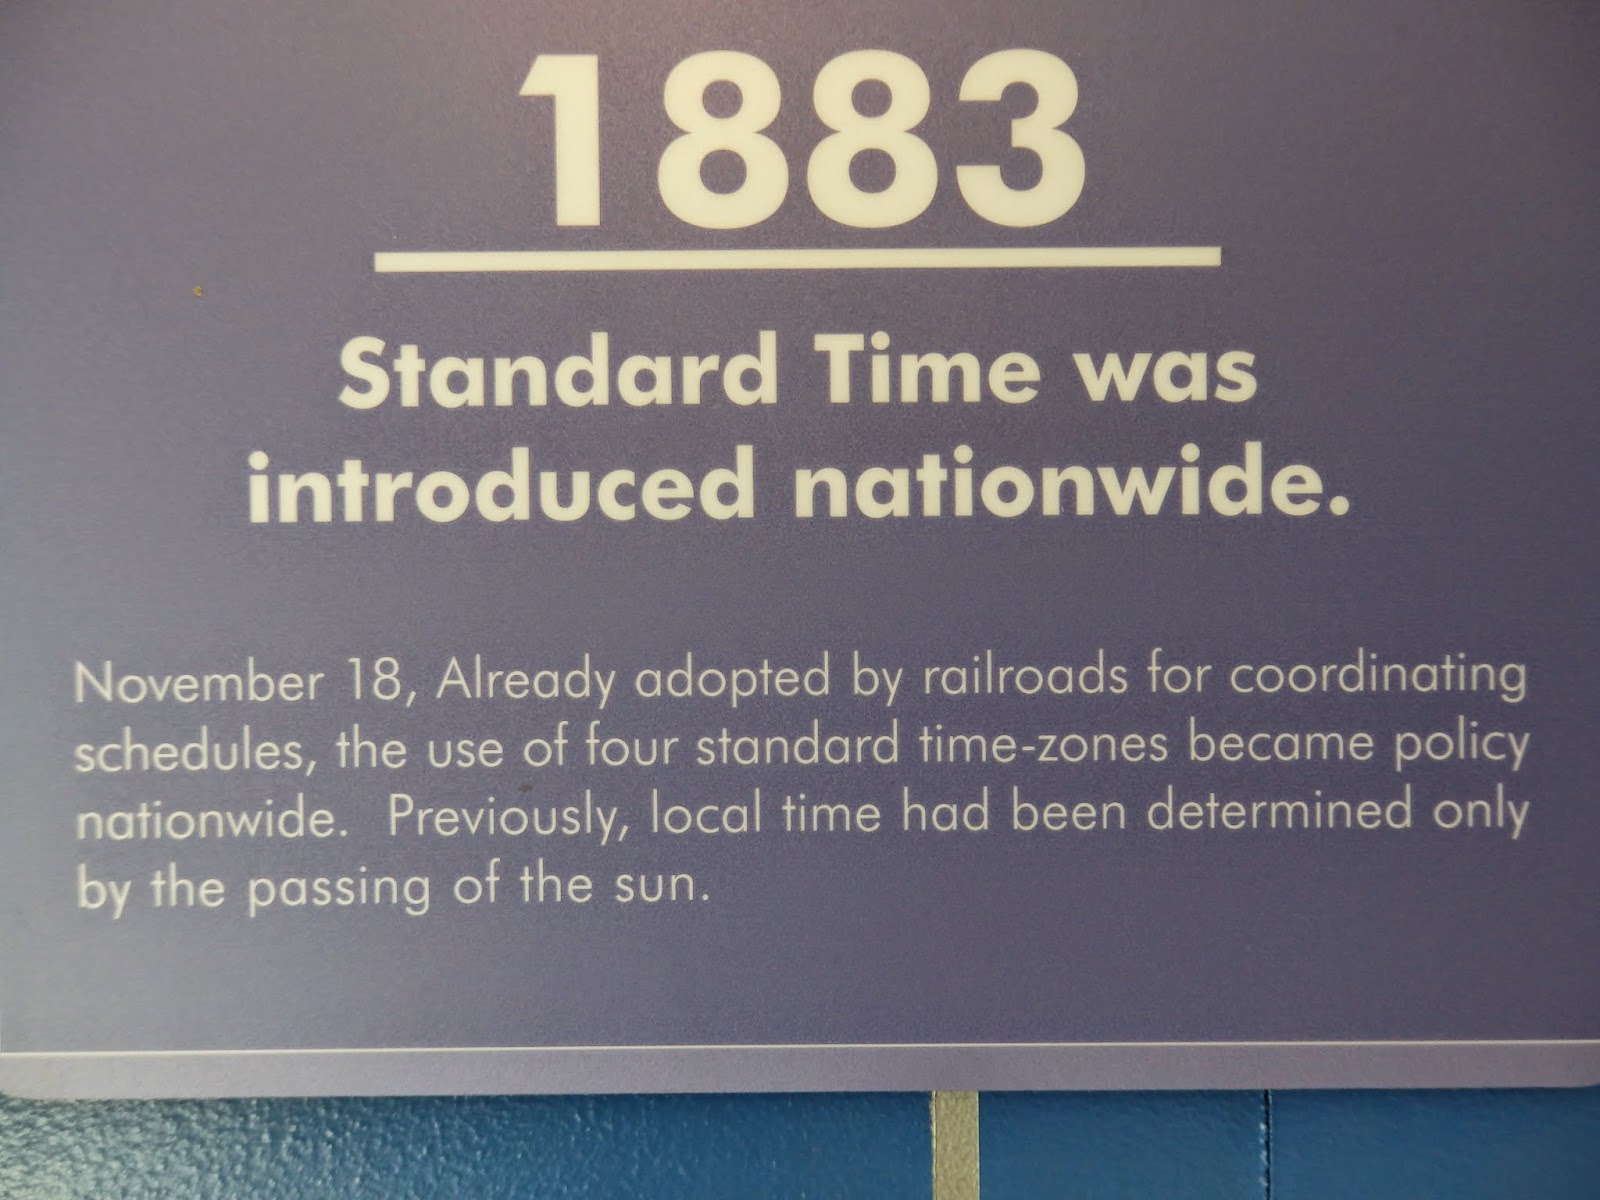 1883
Standard Time was
introduced nationwide.
November 18, Already adopted by railroads for coordinating
schedules, the use of four standard time-zones became policy
nationwide.  Previously, local time had been determined only
by the passing of the sun.